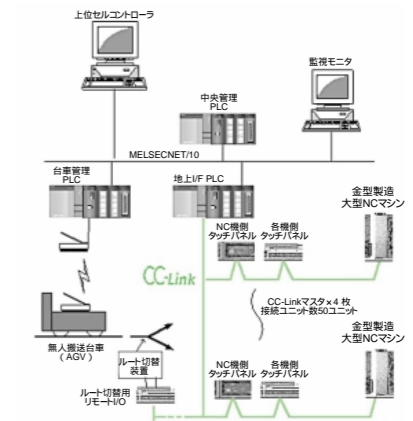 上位セルコントローラ
監視モニタ
中央管理
PLC
MELSECNET/10
台車管理
PLC
地上I/F PLC
金型製造
大型NCマシン
NC機側
タッチパネル
各機側
タッチパネル
CC-Link
CC-Linkマスタ×4 枚
接続ユニット数50ユニット
無人搬送台車
(AGV)
ルート切替
装置
ルート切替用
リモートI/O
NC機側
タッチパネル
各機側
タッチパネル
金型製造
大型NCマシン